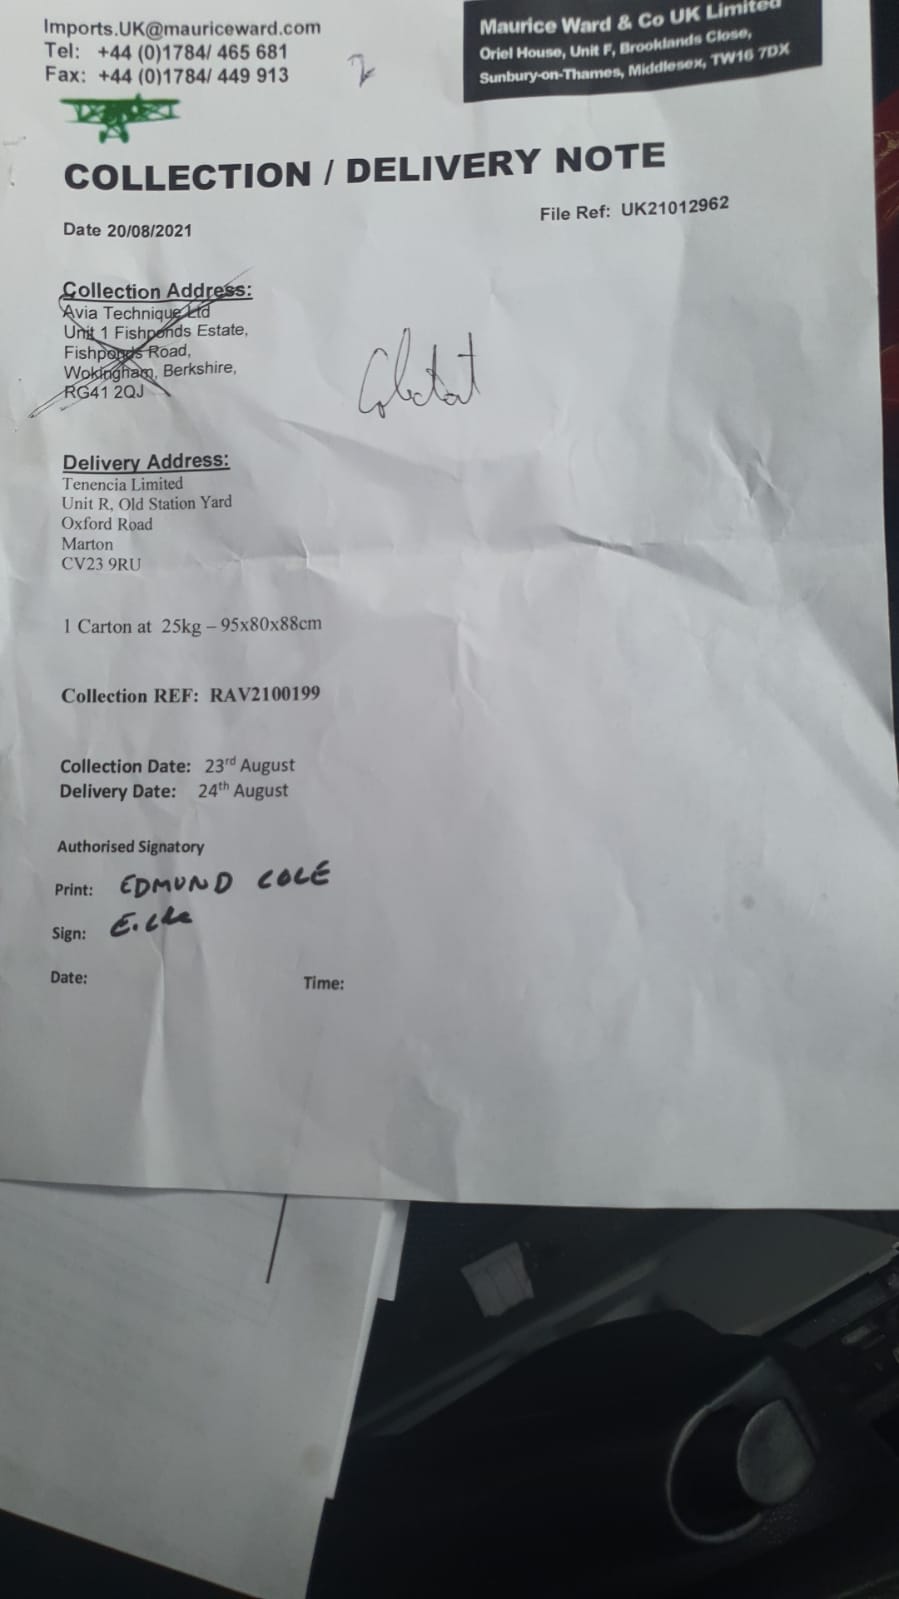 Imports.UK@mauriceward.com
Tel: +44 (0)1784/ 465 681
Fax: +44 (0)1784/ 449 913
2
Maurice Ward & Co UK Limited
Oriel House, Unit F, Brooklands Close,
Sunbury-on-Thames, Middlesex, TW16 7DX
COLLECTION / DELIVERY NOTE
Date 20/08/2021
File Ref: UK21012962
Collection Address:
Avia Technique Ltd
Unit 1 Fishponds Estate,
Fishponds Road,
Wokingham, Berkshire,
RG41 2QJ
Delivery Address:
Tenencia Limited
Unit R, Old Station Yard
Oxford Road
Marton
CV23 9RU
1 Carton at 25kg – 95x80x88cm
Collection REF: RAV2100199
Collection Date: 23rd August
Delivery Date: 24th August
Authorised Signatory
Print: EDMUND COLE
Sign: E. Cole
Date:
Time: